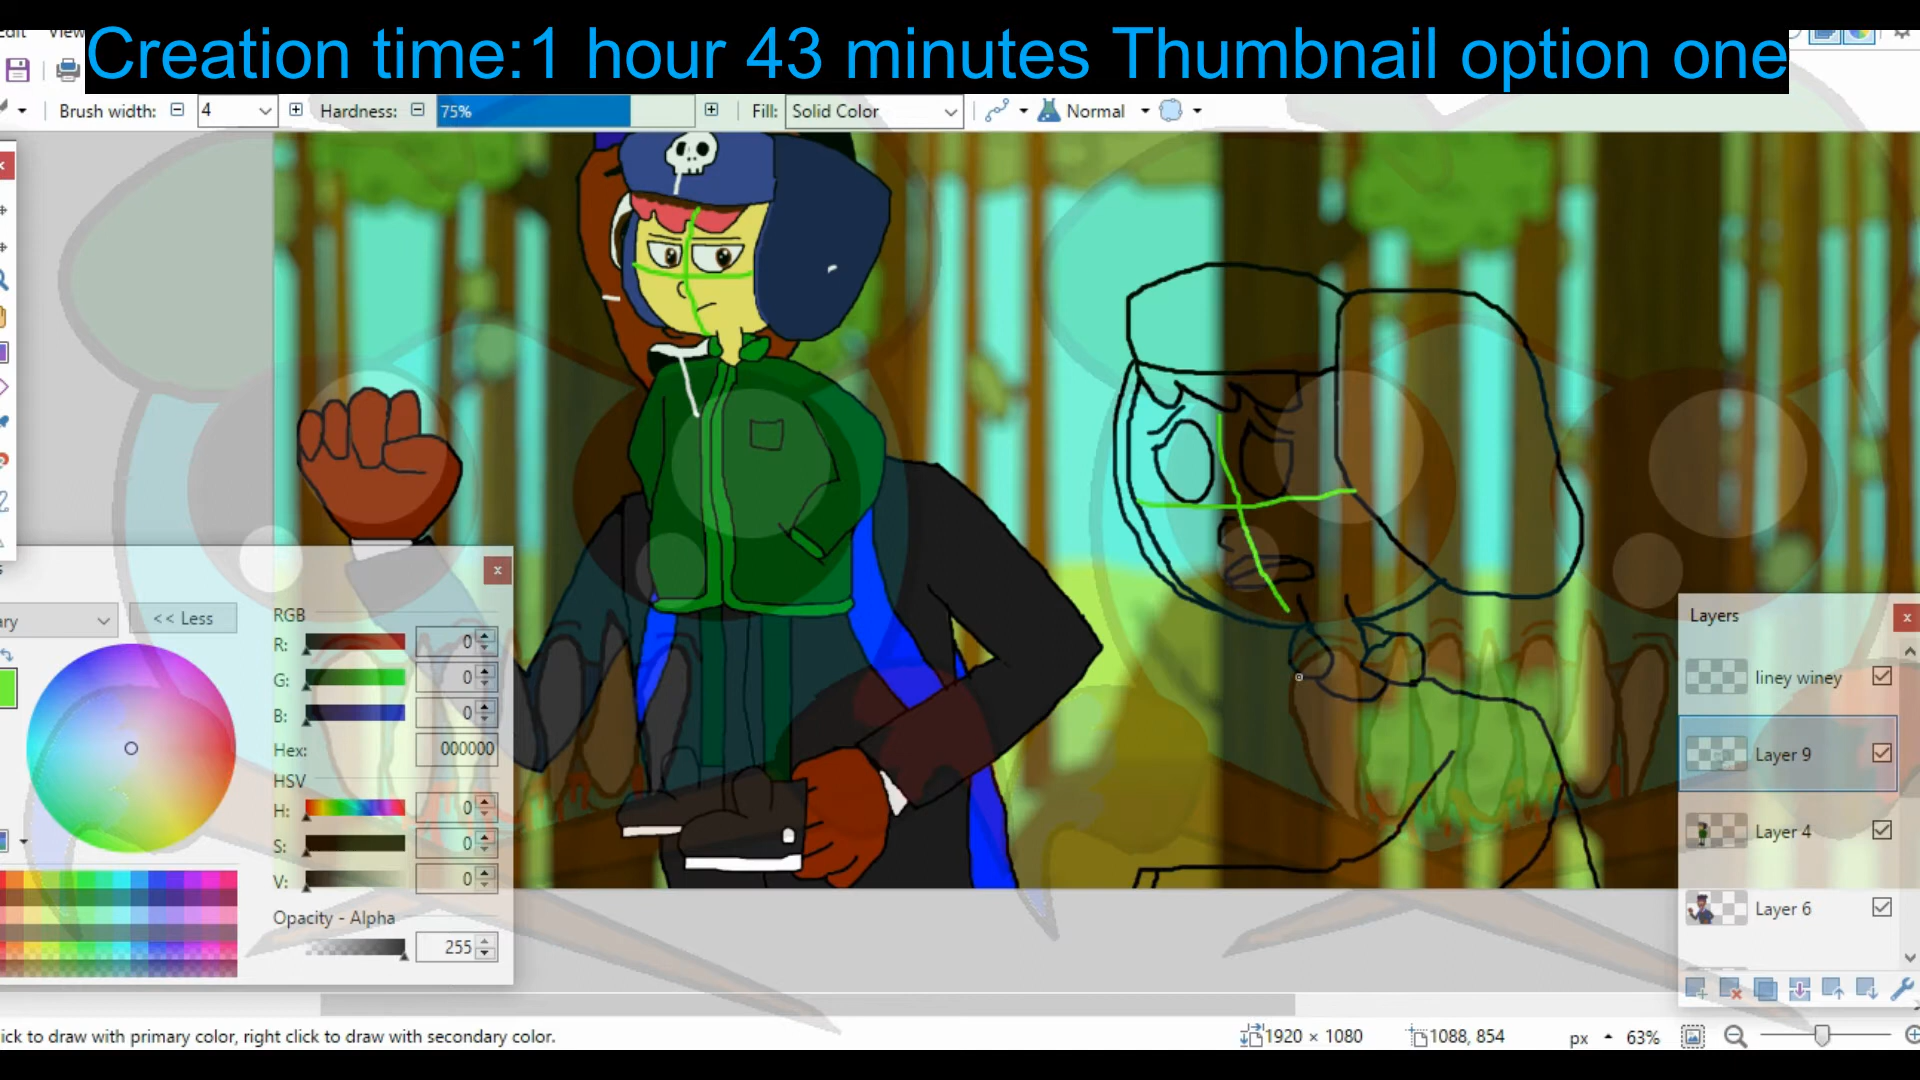 Creation time:1 hour 43 minutes Thumbnail option one
Brush width: 4 Hardness: 75% Fill: Solid Color Normal
<< Less
RGB
R: 0
G: 0
B: 0
Hex: 000000
HSV
H: 0
S: 0
V: 0
Opacity - Alpha
255
Layers
liney winey
Layer 9
Layer 4
Layer 6
ick to draw with primary color, right click to draw with secondary color.
1920 × 1080 1088, 854 px 63%